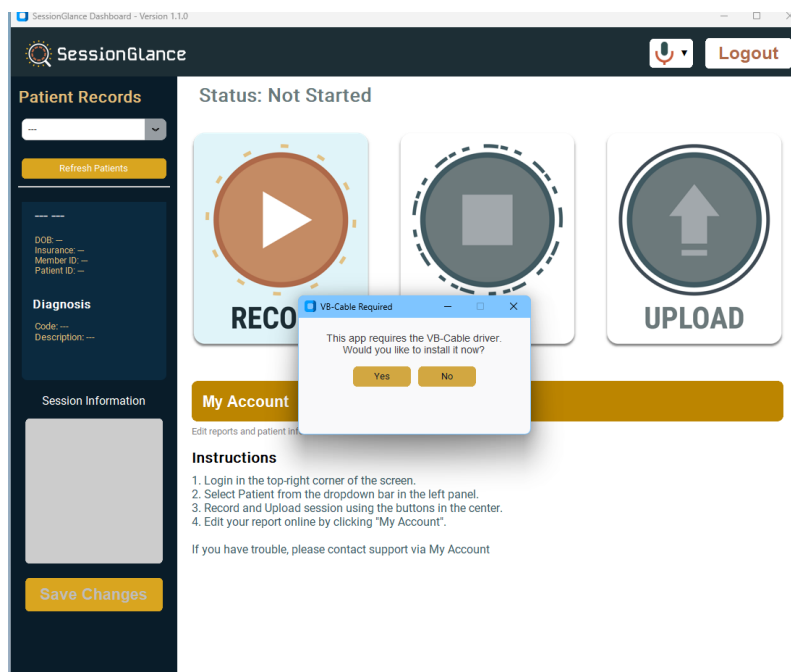 SessionGlance Dashboard - Version 1.1.0
SessionGlance
Logout
Patient Records
---
Refresh Patients
--- ---
DOB: ---
Insurance: ---
Member ID: ---
Patient ID: ---
Diagnosis
Code: ---
Description: ---
Session Information
Save Changes
Status: Not Started
UPLOAD
VB-Cable Required
This app requires the VB-Cable driver.
Would you like to install it now?
Yes
No
My Account
Edit reports and patient
Instructions
1. Login in the top-right corner of the screen.
2. Select Patient from the dropdown bar in the left panel.
3. Record and Upload session using the buttons in the center.
4. Edit your report online by clicking "My Account".
If you have trouble, please contact support via My Account